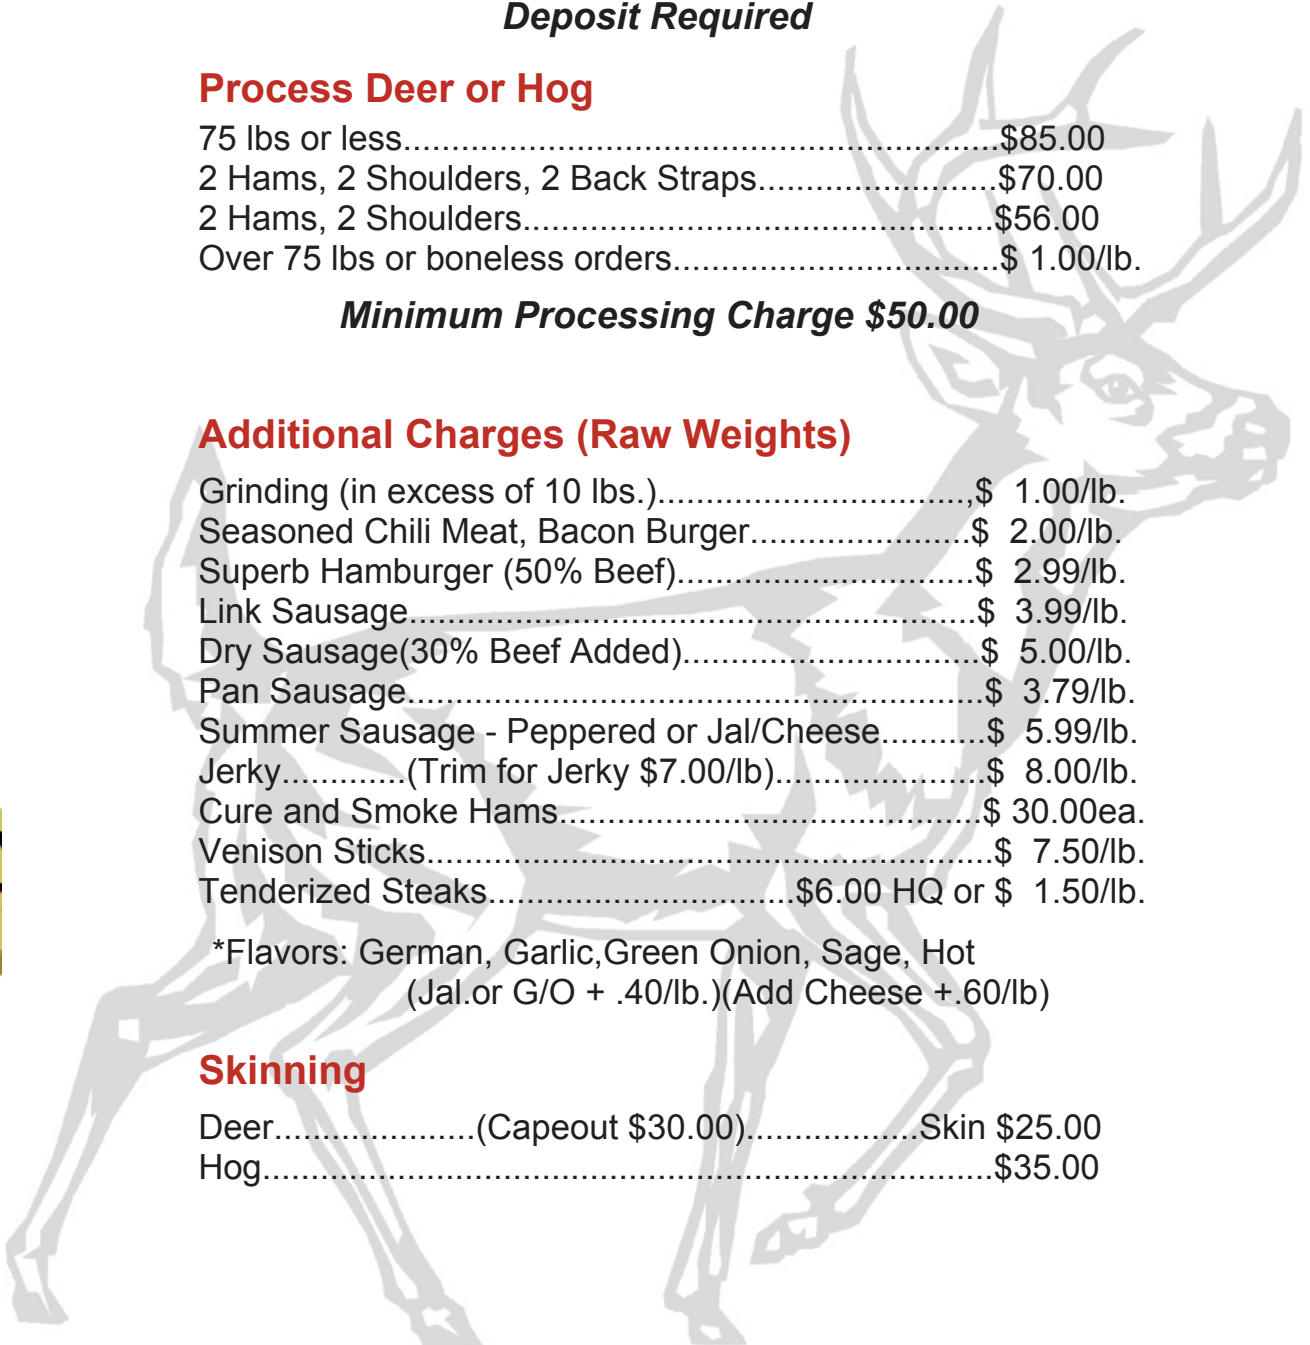 Deposit Required
Process Deer or Hog
75 lbs or less..............................................................$85.00
2 Hams, 2 Shoulders, 2 Back Straps.........................$70.00
2 Hams, 2 Shoulders.................................................$56.00
Over 75 lbs or boneless orders..................................$ 1.00/lb.
Minimum Processing Charge $50.00
Additional Charges (Raw Weights)
Grinding (in excess of 10 lbs.)................................,$ 1.00/lb.
Seasoned Chili Meat, Bacon Burger.......................$ 2.00/lb.
Superb Hamburger (50% Beef)...............................$ 2.99/lb.
Link Sausage...........................................................$ 3.99/lb.
Dry Sausage(30% Beef Added)...............................$ 5.00/lb.
Pan Sausage............................................................$ 3.79/lb.
Summer Sausage - Peppered or Jal/Cheese...........$ 5.99/lb.
Jerky.............(Trim for Jerky $7.00/lb)......................$ 8.00/lb.
Cure and Smoke Hams............................................$ 30.00ea.
Venison Sticks...........................................................$ 7.50/lb.
Tenderized Steaks................................$6.00 HQ or $ 1.50/lb.
*Flavors: German, Garlic,Green Onion, Sage, Hot
(Jal.or G/O + .40/lb.)(Add Cheese +.60/lb)
Skinning
Deer.....................(Capeout $30.00)..................Skin $25.00
Hog............................................................................$35.00